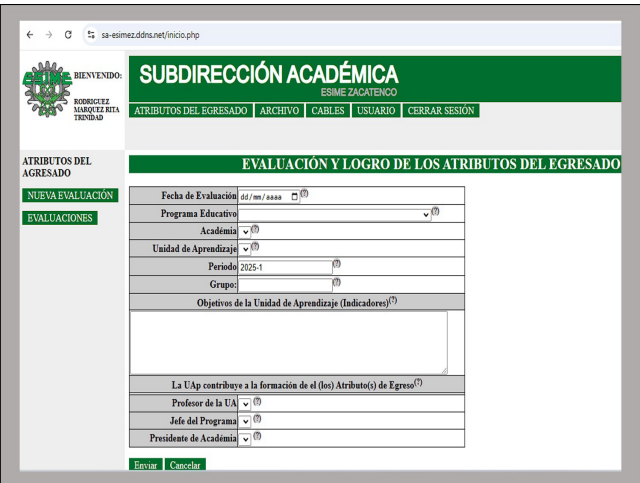 sa-esimez.ddns.net/inicio.php
ESIME
BIENVENIDO:
RODRIGUEZ
MARQUEZ RITA
TRINIDAD
SUBDIRECCIÓN ACADÉMICA
ESIME ZACATENCO
ATRIBUTOS DEL EGRESADO ARCHIVO CABLES USUARIO CERRAR SESIÓN
ATRIBUTOS DEL
AGRESADO
NUEVA EVALUACIÓN
EVALUACIONES
EVALUACIÓN Y LOGRO DE LOS ATRIBUTOS DEL EGRESADO
Fecha de Evaluación dd/mm/aaaa (?)
Programa Educativo (?)
Académia (?)
Unidad de Aprendizaje (?)
Periodo 2025-1 (?)
Grupo: (?)
Objetivos de la Unidad de Aprendizaje (Indicadores)(?)
La UAp contribuye a la formación de el (los) Atributo(s) de Egreso(?)
Profesor de la UA (?)
Jefe del Programa (?)
Presidente de Académia (?)
Enviar Cancelar